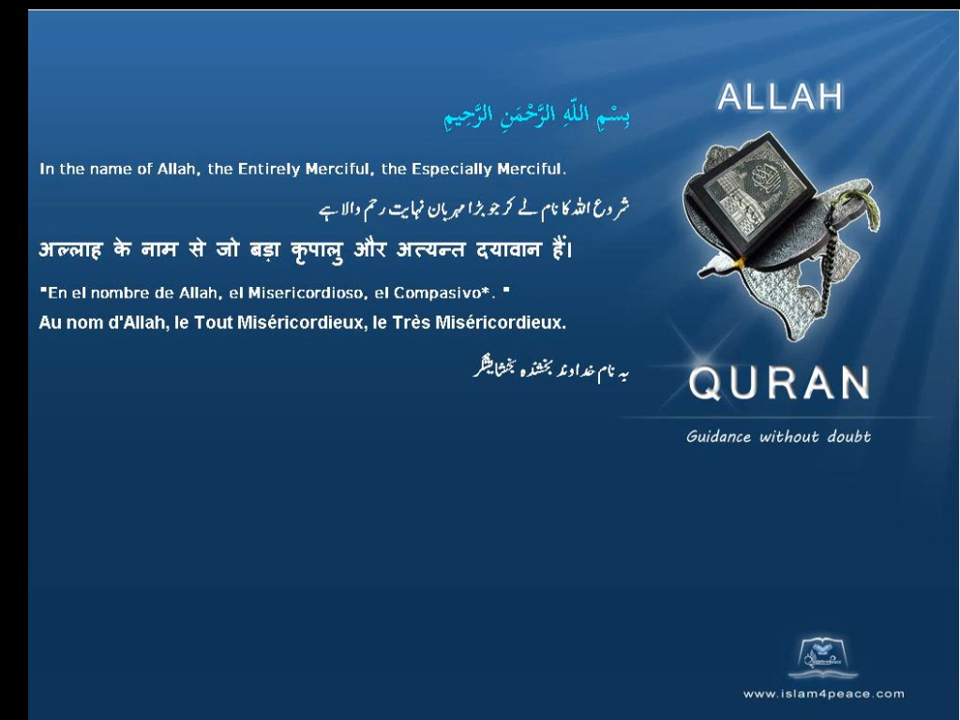 بِسْمِ اللَّهِ الرَّحْمَنِ الرَّحِيمِ
In the name of Allah, the Entirely Merciful, the Especially Merciful.
شروع الله کا نام لے کر جو بڑا مہربان نہایت رحم والا ہے
अल्लाह के नाम से जो बड़ा कृपालु और अत्यन्त दयावान हैं।
"En el nombre de Allah, el Misericordioso, el Compasivo*. "
Au nom d'Allah, le Tout Miséricordieux, le Très Miséricordieux.
به نام خداوند بخشنده بخشایشگر
ALLAH
QURAN
Guidance without doubt
www.islam4peace.com